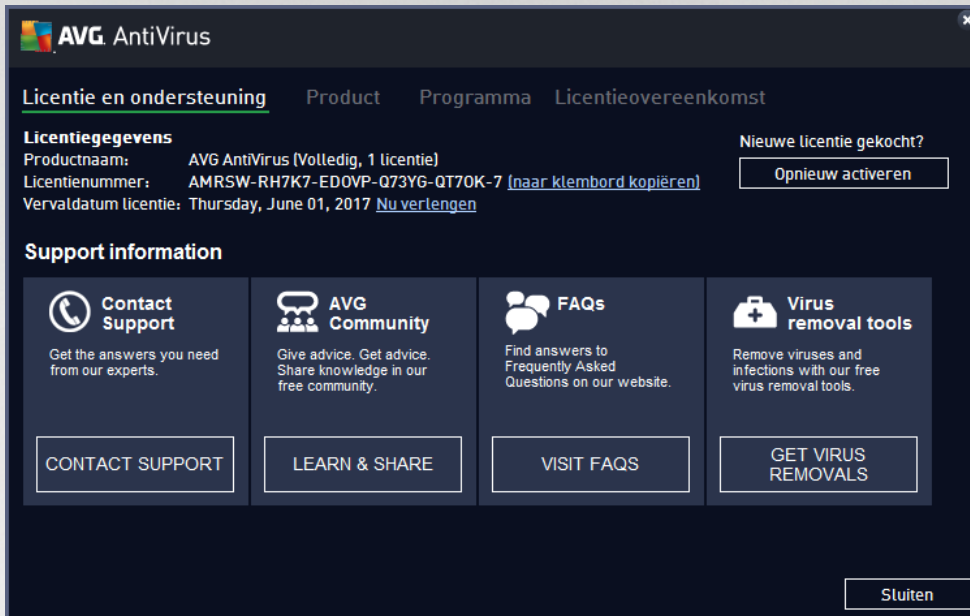 AVG AntiVirus
Licentie en ondersteuning Product Programma Licentieovereenkomst
Licentiegegevens
Productnaam: AVG AntiVirus (Volledig, 1 licentie)
Licentienummer: AMRSW-RH7K7-EDOVP-Q73YG-QT7OK-7 (naar klembord kopiëren)
Vervaldatum licentie: Thursday, June 01, 2017 Nu verlengen
Nieuwe licentie gekocht?
Opnieuw activeren
Support information
Contact
Support
Get the answers you need
from our experts.
CONTACT SUPPORT
AVG
Community
Give advice. Get advice.
Share knowledge in our
free community.
LEARN & SHARE
FAQs
Find answers to
Frequently Asked
Questions on our website.
VISIT FAQS
Virus
removal tools
Remove viruses and
infections with our free
virus removal tools.
GET VIRUS
REMOVALS
Sluiten